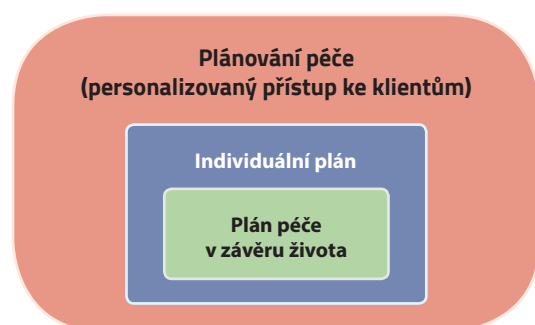 Plánování péče
(personalizovaný přístup ke klientům)
Individuální plán
Plán péče
v závěru života